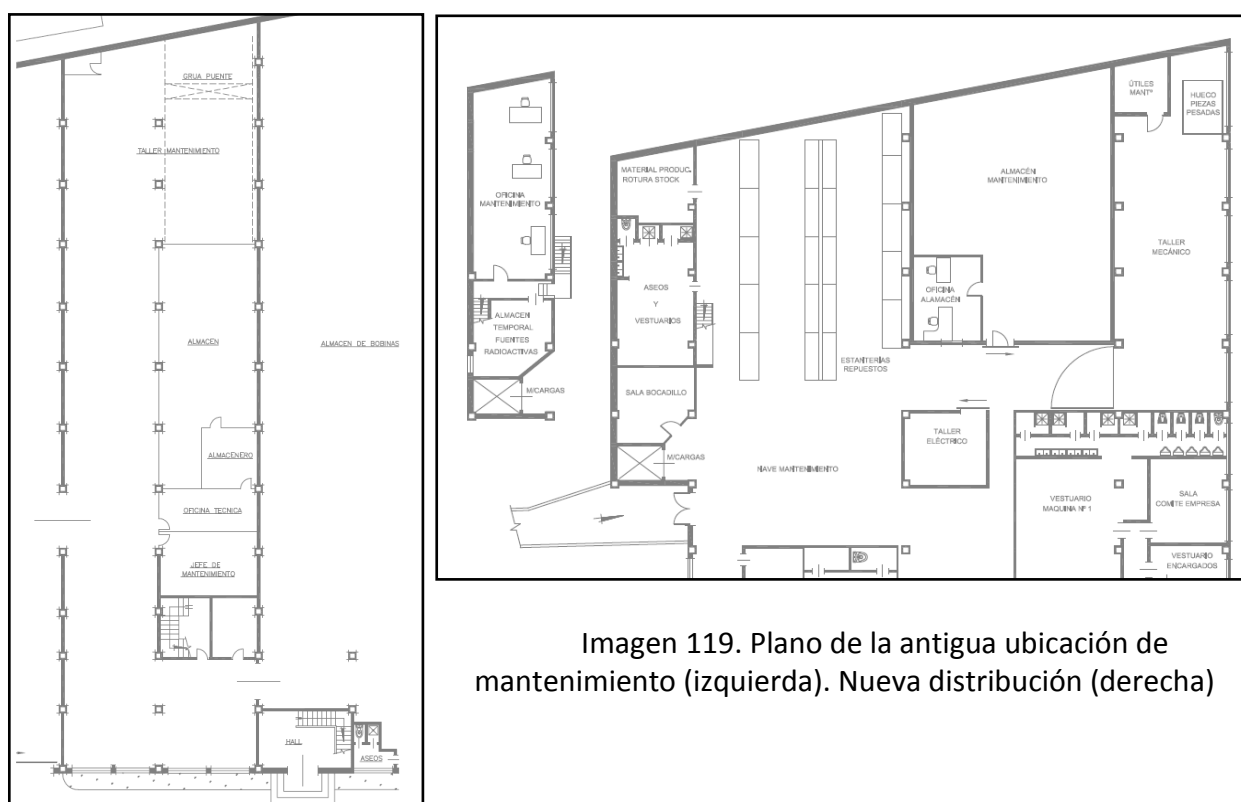 GRUA PUENTE
TALLER MANTENIMIENTO
ALMACÉN
ALMACEN DE BOBINAS
ALMACENERO
OFICINA TECNICA
JEFE DE
MANTENIMIENTO
HALL
ASEOS
OFICINA
MANTENIMIENTO
ALMACEN
TEMPORAL
FUENTES
RADIOACTIVAS
M/CARGAS
MATERIAL PRODUC.
ROTURA STOCK
ASEOS
Y
VESTUARIOS
SALA BOCADILLO
M/CARGAS
ESTANTERÍAS
REPUESTOS
NAVE MANTENIMIENTO
ALMACÉN
MANTENIMIENTO
OFICINA
ALAMACÉN
TALLER
ELÉCTRICO
ÚTILES
MANTº
HUECO
PIEZAS
PESADAS
TALLER
MECÁNICO
VESTUARIO
MAQUINA Nº 1
SALA
COMITE EMPRESA
VESTUARIO
ENCARGADOS
Imagen 119. Plano de la antigua ubicación de
mantenimiento (izquierda). Nueva distribución (derecha)